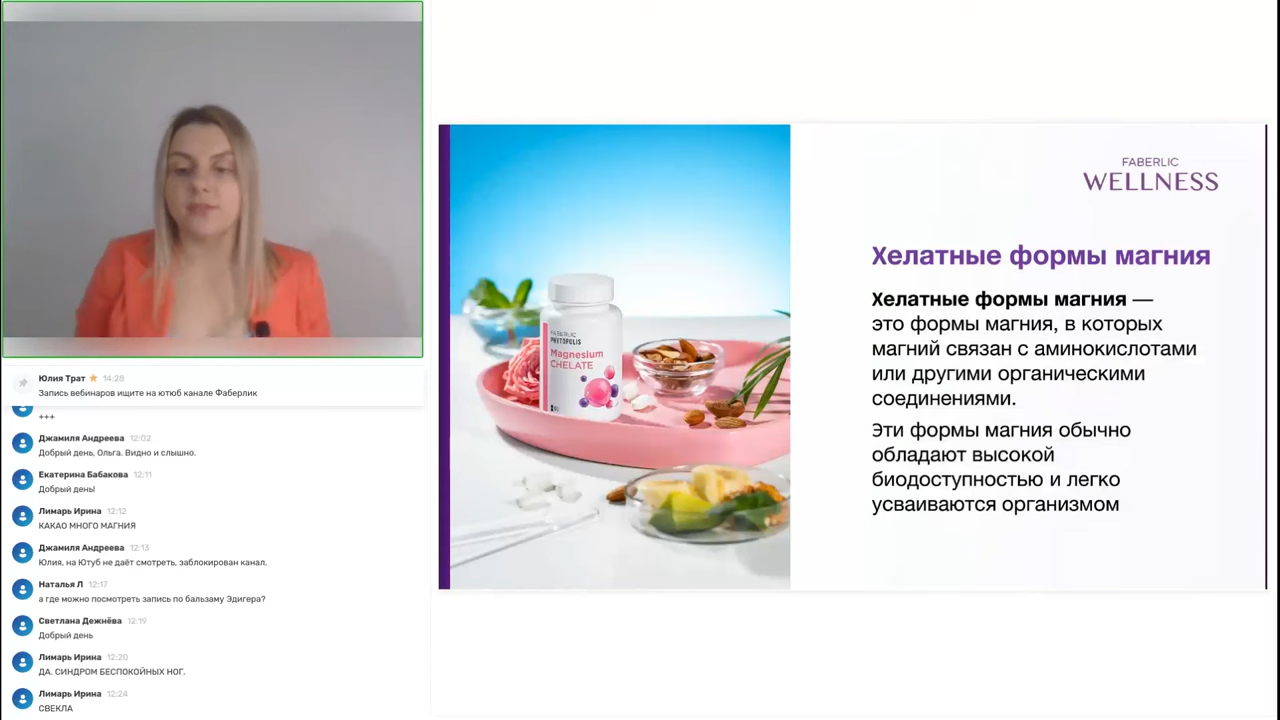 Юлия Трат 14:28
Запись вебинаров ищите на ютюб канале Фаберлик
+++
Джамиля Андреева 12:02
Добрый день, Ольга. Видно и слышно.
Екатерина Бабакова 12:11
Добрый день!
Лимарь Ирина 12:12
КАКАО МНОГО МАГНИЯ
Джамиля Андреева 12:13
Юлия, на Ютуб не даёт смотреть, заблокирован канал.
Наталья Л 12:17
а где можно посмотреть запись по бальзаму Эдигера?
Светлана Дежнёва 12:19
Добрый день
Лимарь Ирина 12:20
ДА. СИНДРОМ БЕСПОКОЙНЫХ НОГ.
Лимарь Ирина 12:24
СВЕКЛА
FABERLIC
PHYTOPOLIS
Magnesium
CHELATE
FABERLIC
WELLNESS
Хелатные формы магния
Хелатные формы магния —
это формы магния, в которых
магний связан с аминокислотами
или другими органическими
соединениями.
Эти формы магния обычно
обладают высокой
биодоступностью и легко
усваиваются организмом